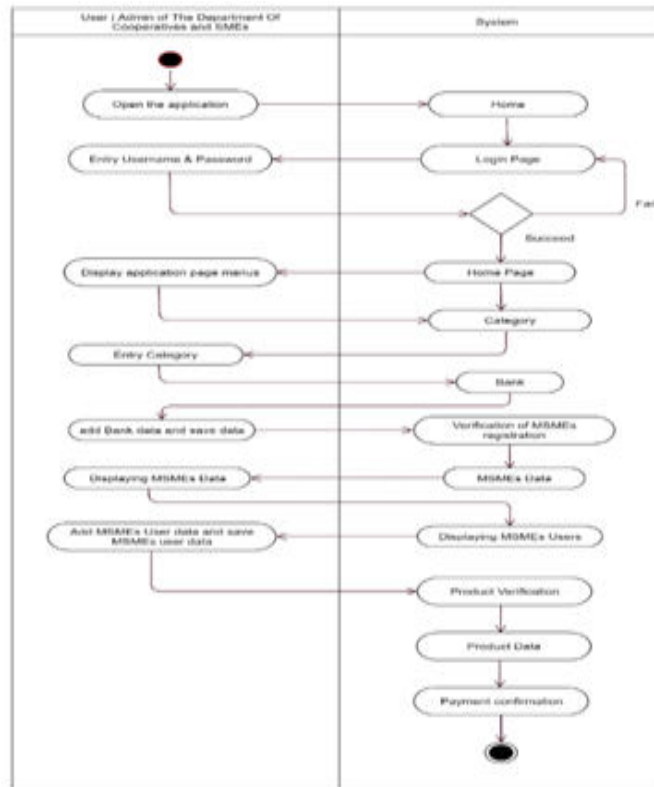 User | Admin of The Department Of
Cooperatives and SMEs
System
Open the application
Home
Entry Username & Password
Login Page
Fail
Succeed
Display application page menus
Home Page
Category
Entry Category
Bank
add Bank data and save data
Verification of MSMEs
registration
Displaying MSMEs Data
MSMEs Data
Add MSMEs User data and save
MSMEs user data
Displaying MSMEs Users
Product Verification
Product Data
Payment confirmation